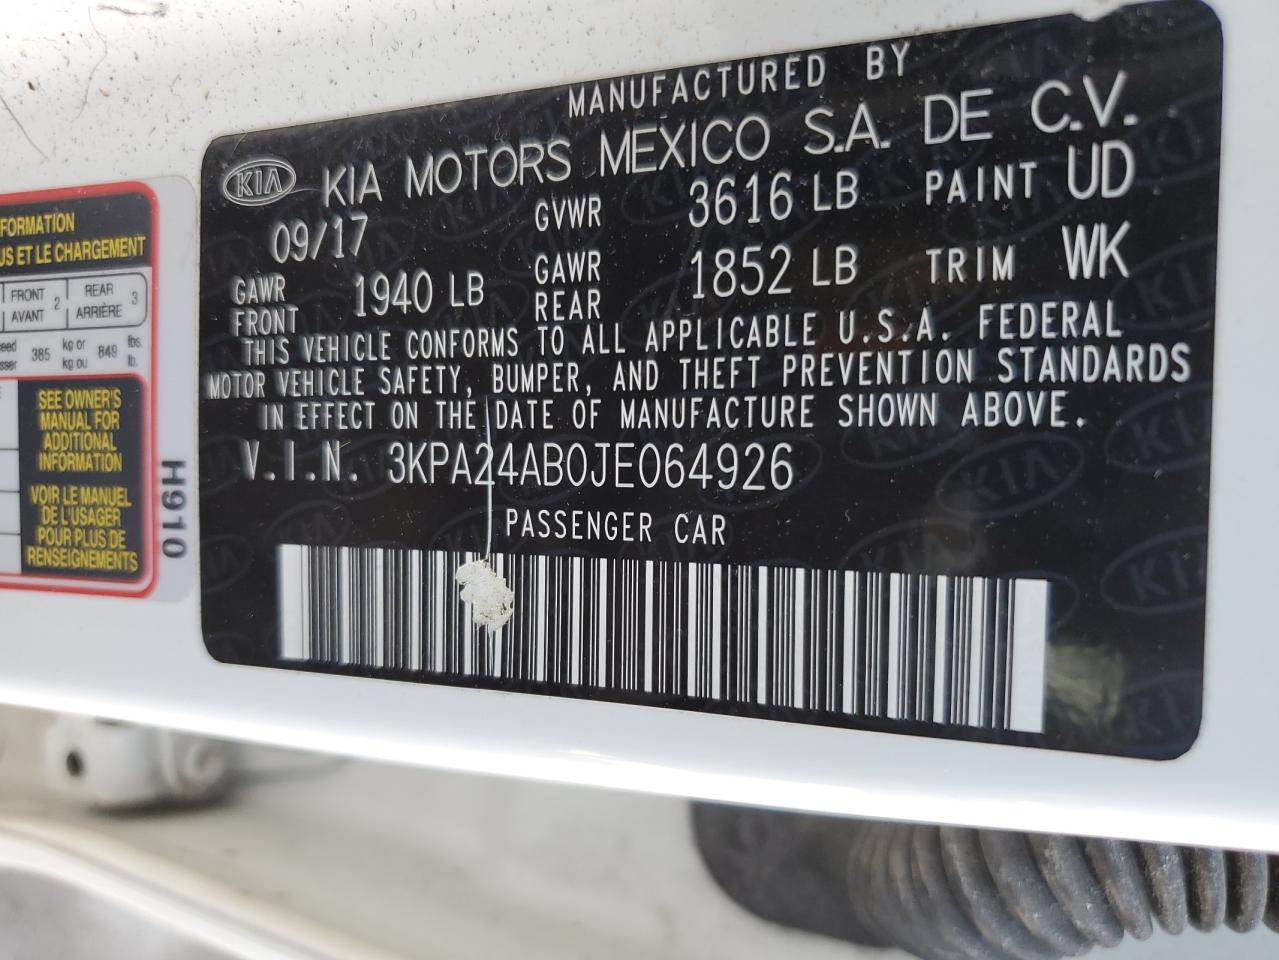 MANUFACTURED BY
KIA KIA MOTORS MEXICO S.A. DE C.V.
09/17 GVWR 3616 LB PAINT UD
GAWR FRONT 1940 LB GAWR REAR 1852 LB TRIM WK
THIS VEHICLE CONFORMS TO ALL APPLICABLE U.S.A. FEDERAL
MOTOR VEHICLE SAFETY, BUMPER, AND THEFT PREVENTION STANDARDS
IN EFFECT ON THE DATE OF MANUFACTURE SHOWN ABOVE.
V.I.N. 3KPA24AB0JE064926
PASSENGER CAR
ET LE CHARGEMENT
FRONT AVANT 2 REAR ARRIÈRE 3
385 kg or kg ou 849 lbs. lb.
SEE OWNER'S
MANUAL FOR
ADDITIONAL
INFORMATION
VOIR LE MANUEL
DE L'USAGER
POUR PLUS DE
RENSEIGNEMENTS
H910